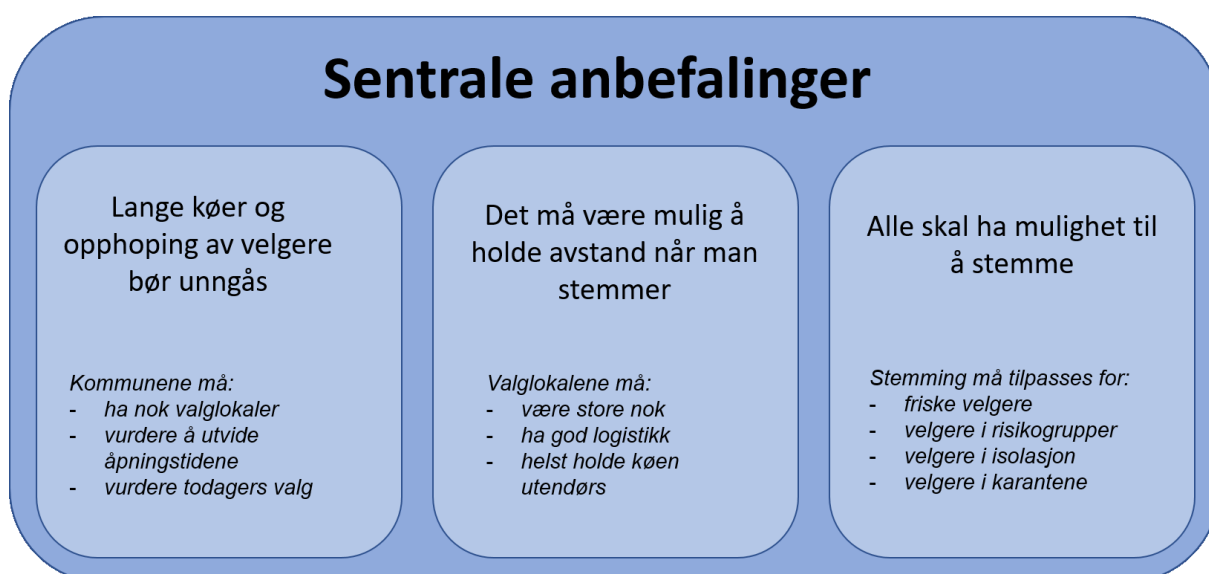 Sentrale anbefalinger
Lange køer og
opphoping av velgere
bør unngås
Kommunene må:
- ha nok valglokaler
- vurdere å utvide
åpningstidene
- vurdere todagers valg
Det må være mulig å
holde avstand når man
stemmer
Valglokalene må:
- være store nok
- ha god logistikk
- helst holde køen
utendørs
Alle skal ha mulighet til
å stemme
Stemming må tilpasses for:
- friske velgere
- velgere i risikogrupper
- velgere i isolasjon
- velgere i karantene